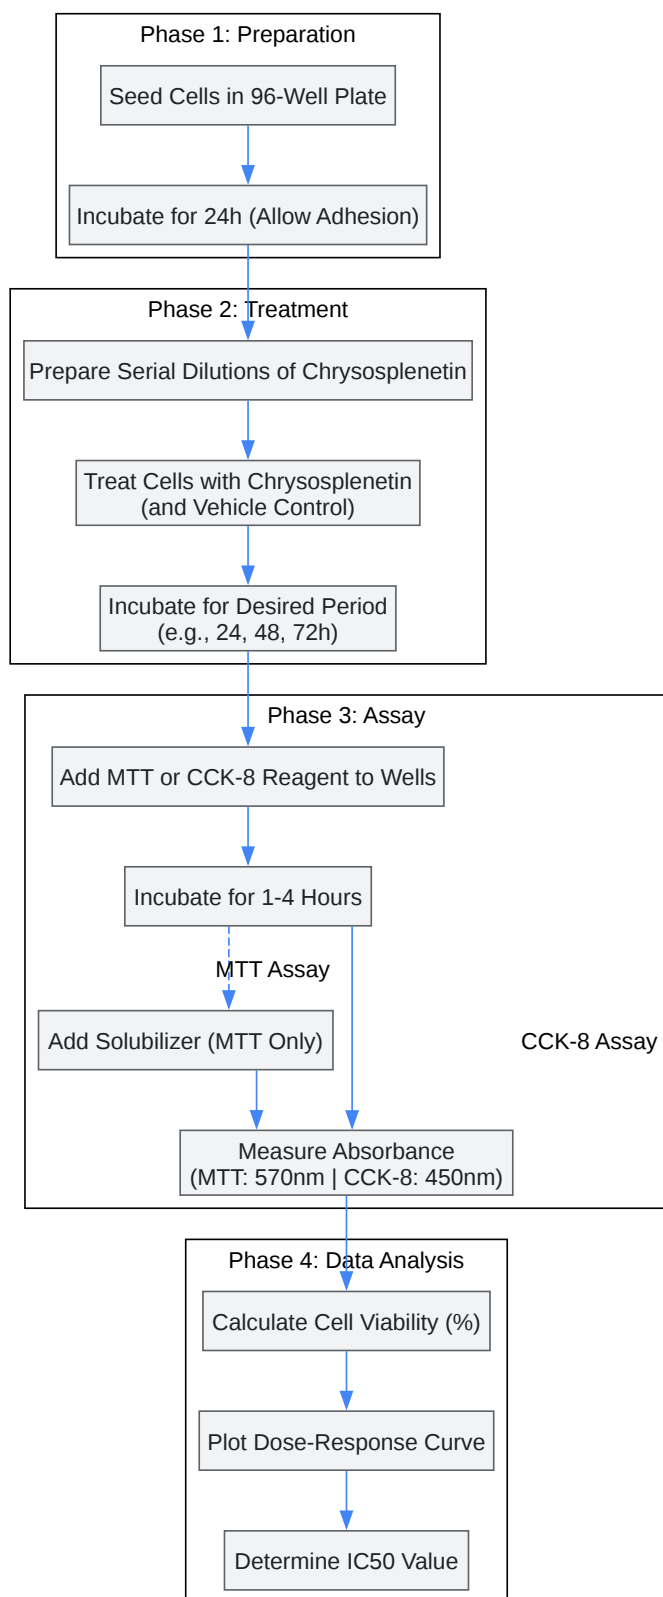 Phase 1: Preparation
Seed Cells in 96-Well Plate
Incubate for 24h (Allow Adhesion)
Phase 2: Treatment
Prepare Serial Dilutions of Chrysosplenetin
Treat Cells with Chrysosplenetin
(and Vehicle Control)
Incubate for Desired Period
(e.g., 24, 48, 72h)
Phase 3: Assay
Add MTT or CCK-8 Reagent to Wells
Incubate for 1-4 Hours
MTT Assay
Add Solubilizer (MTT Only)
CCK-8 Assay
Measure Absorbance
(MTT: 570nm | CCK-8: 450nm)
Phase 4: Data Analysis
Calculate Cell Viability (%)
Plot Dose-Response Curve
Determine IC50 Value